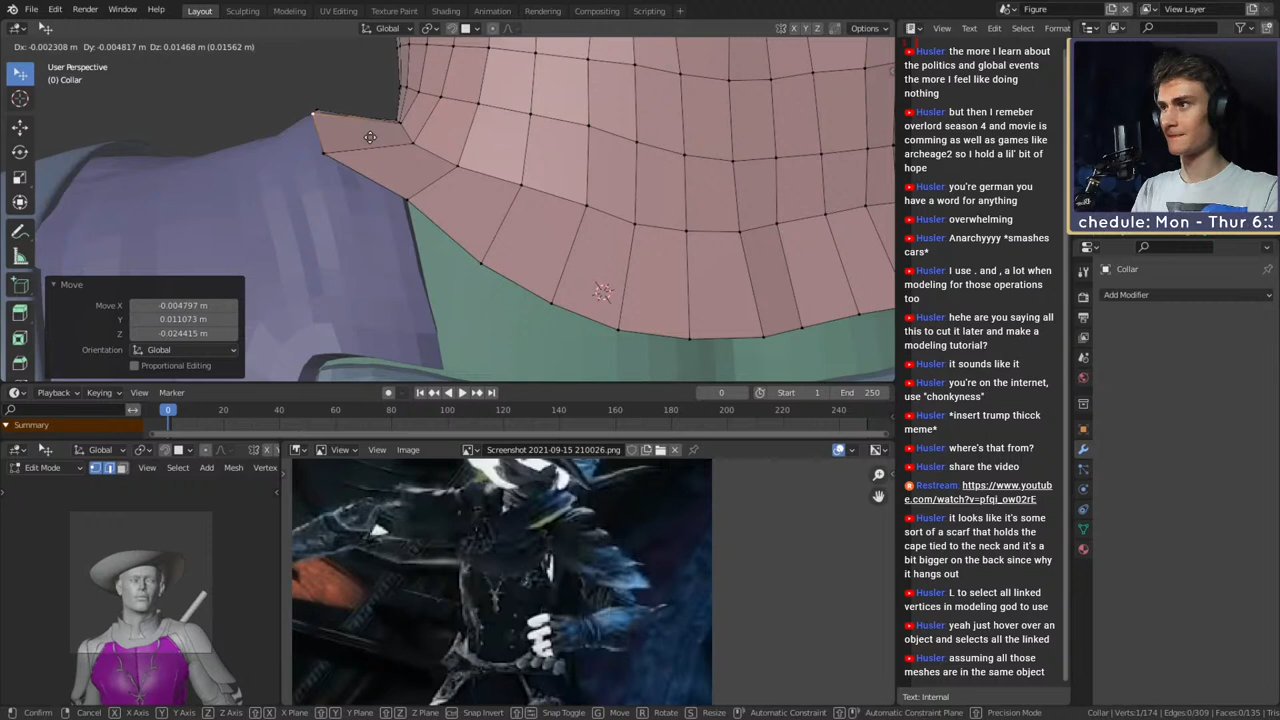 File Edit Render Window Help
Layout Sculpting Modeling UV Editing Texture Paint Shading Animation Rendering Compositing Scripting +
Figure
View Layer
Global
X Y Z
Options
View Text Edit Select Format
Dx: -0.002308 m Dy: -0.004817 m Dz: 0.01468 m (0.01562 m)
User Perspective
(0) Collar
Move
Move X -0.004797 m
Y 0.011073 m
Z -0.024415 m
Orientation Global
Proportional Editing
Playback Keying View Marker
0
Start 1
End 250
0 20 40 60 80 100 120 140 160 180 200 220 240
Summary
Global
View Image
Screenshot 2021-09-15 210026.png
Edit Mode
View Select Add Mesh Vertex
Husler the more I learn about
the politics and global events
the more I feel like doing
nothing
Husler but then I remeber
overlord season 4 and movie is
comming as well as games like
archeage2 so I hold a lil' bit of
hope
Husler you're german you
have a word for anything
Husler overwhelming
Husler Anarchyyyy *smashes
cars*
Husler I use . and , a lot when
modeling for those operations
too
Husler hehe are you saying all
this to cut it later and make a
modeling tutorial?
Husler it sounds like it
Husler you're on the internet,
use "chonkyness"
Husler *insert trump thicck
meme*
Husler where's that from?
Husler share the video
Restream https://www.youtub
e.com/watch?v=pfqi_ow02rE
Husler it looks like it's some
sort of a scarf that holds the
cape tied to the neck and it's a
bit bigger on the back since why
it hangs out
Husler L to select all linked
vertices in modeling god to use
Husler yeah just hover over an
object and selects all the linked
Husler assuming all those
meshes are in the same object
Text: Internal
chedule: Mon - Thur 6:3
Collar
Add Modifier
Confirm Cancel X X Axis Y Y Axis Z Z Axis X X Plane Y Y Plane Z Z Plane Ctrl Snap Invert Snap Toggle G Move R Rotate S Resize Automatic Constraint Automatic Constraint Plane Precision Mode
Collar | Verts:1/174 | Edges:0/309 | Faces:0/135 | Tri